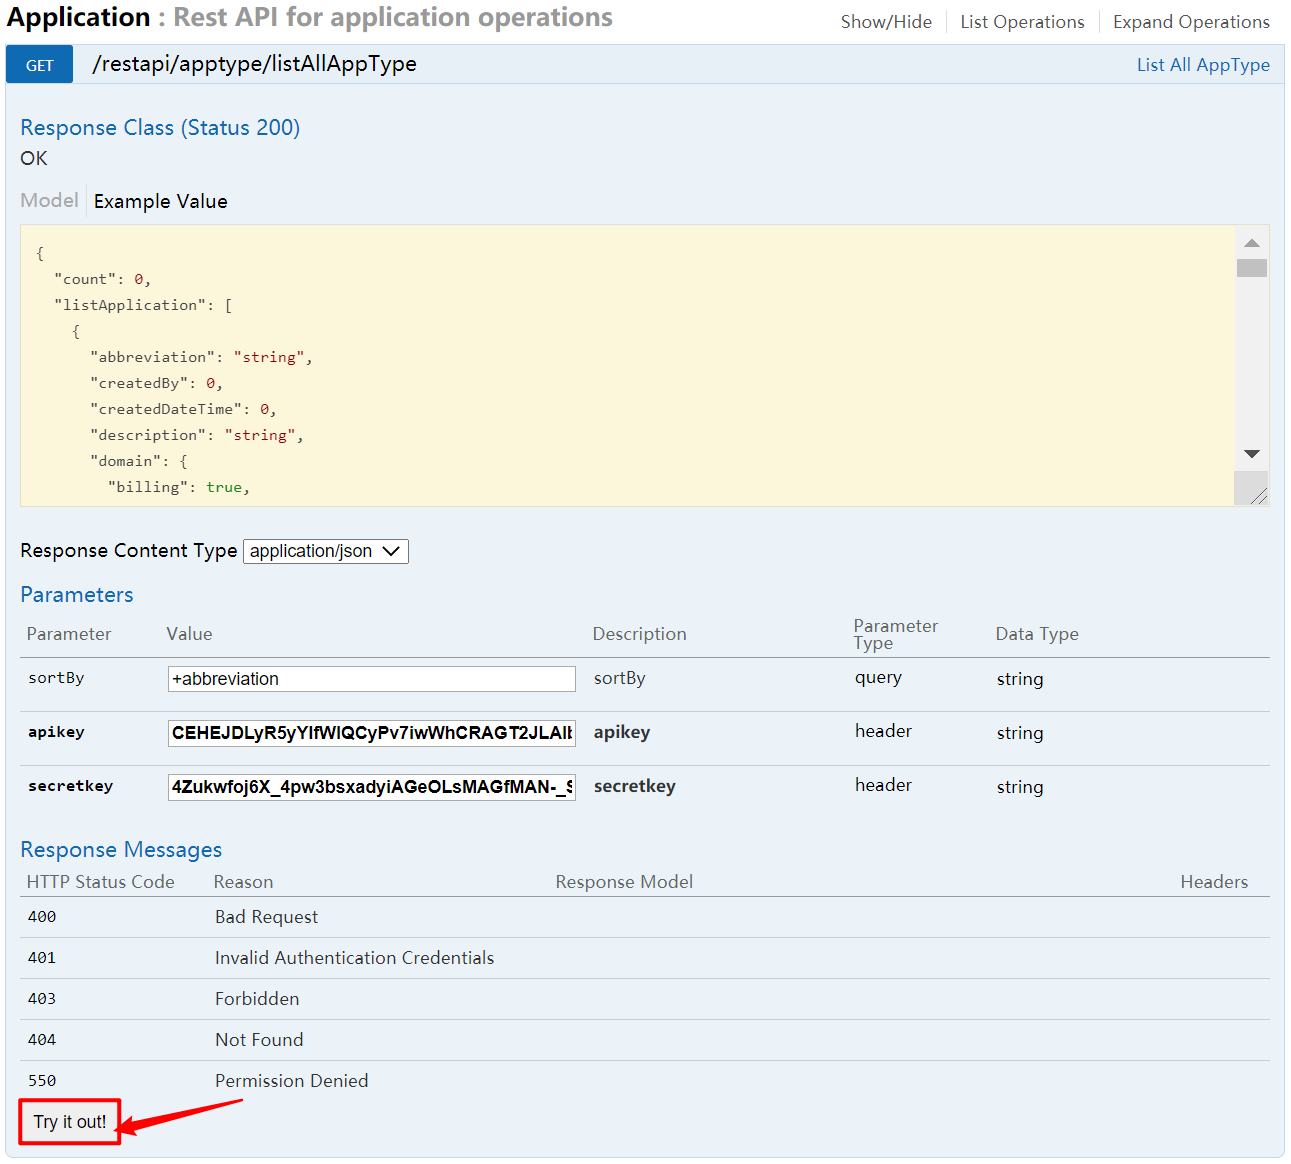 Application : Rest API for application operations
Show/Hide List Operations Expand Operations
GET /restapi/apptype/listAllAppType List All AppType
Response Class (Status 200)
OK
Model Example Value
{
"count": 0,
"listApplication": [
{
"abbreviation": "string",
"createdBy": 0,
"createdDateTime": 0,
"description": "string",
"domain": {
"billing": true,
Response Content Type application/json
Parameters
Parameter Value Description Parameter Type Data Type
sortBy +abbreviation sortBy query string
apikey apikey header string
secretkey secretkey header string
Response Messages
HTTP Status Code Reason Response Model Headers
400 Bad Request
401 Invalid Authentication Credentials
403 Forbidden
404 Not Found
550 Permission Denied
Try it out!